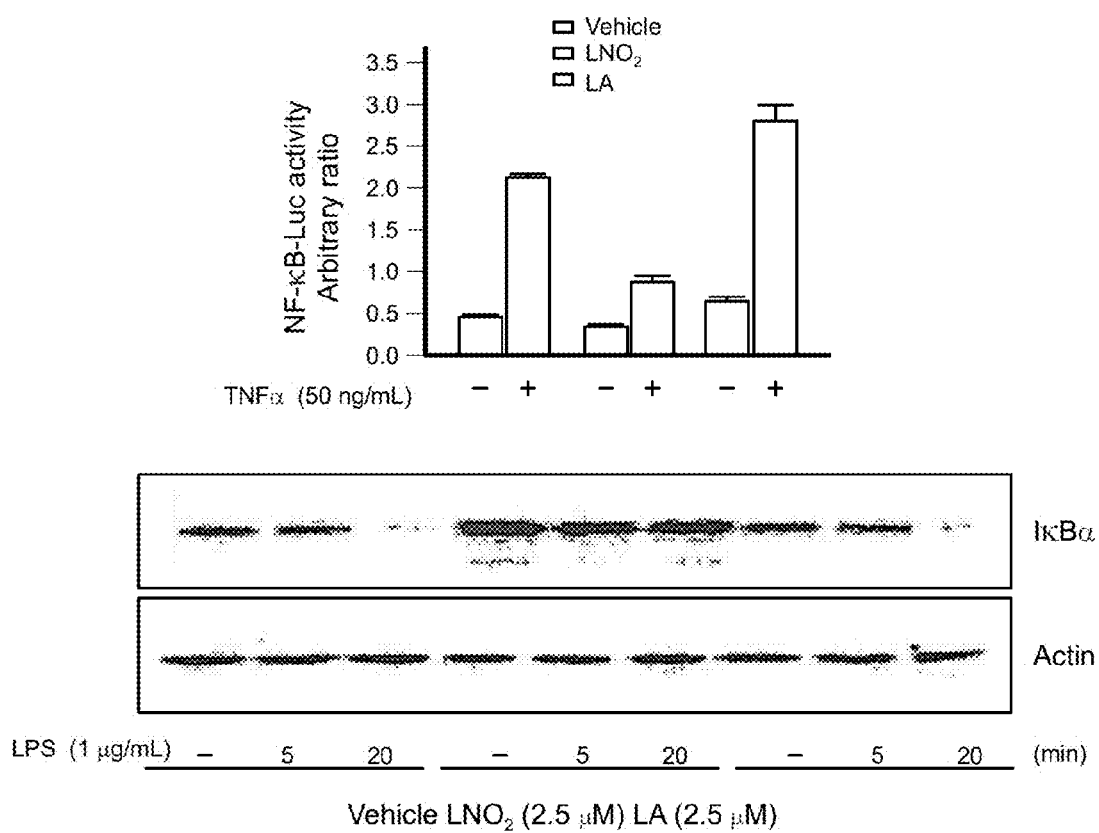 Vehicle
LNO₂
LA
NF-κB-Luc activity
Arbitrary ratio
3.5
3.0
2.5
2.0
1.5
1.0
0.5
0.0
TNFα (50 ng/mL) − + − + − +
IκBα
Actin
LPS (1 μg/mL) − 5 20 − 5 20 − 5 20 (min)
Vehicle LNO₂ (2.5 μM) LA (2.5 μM)